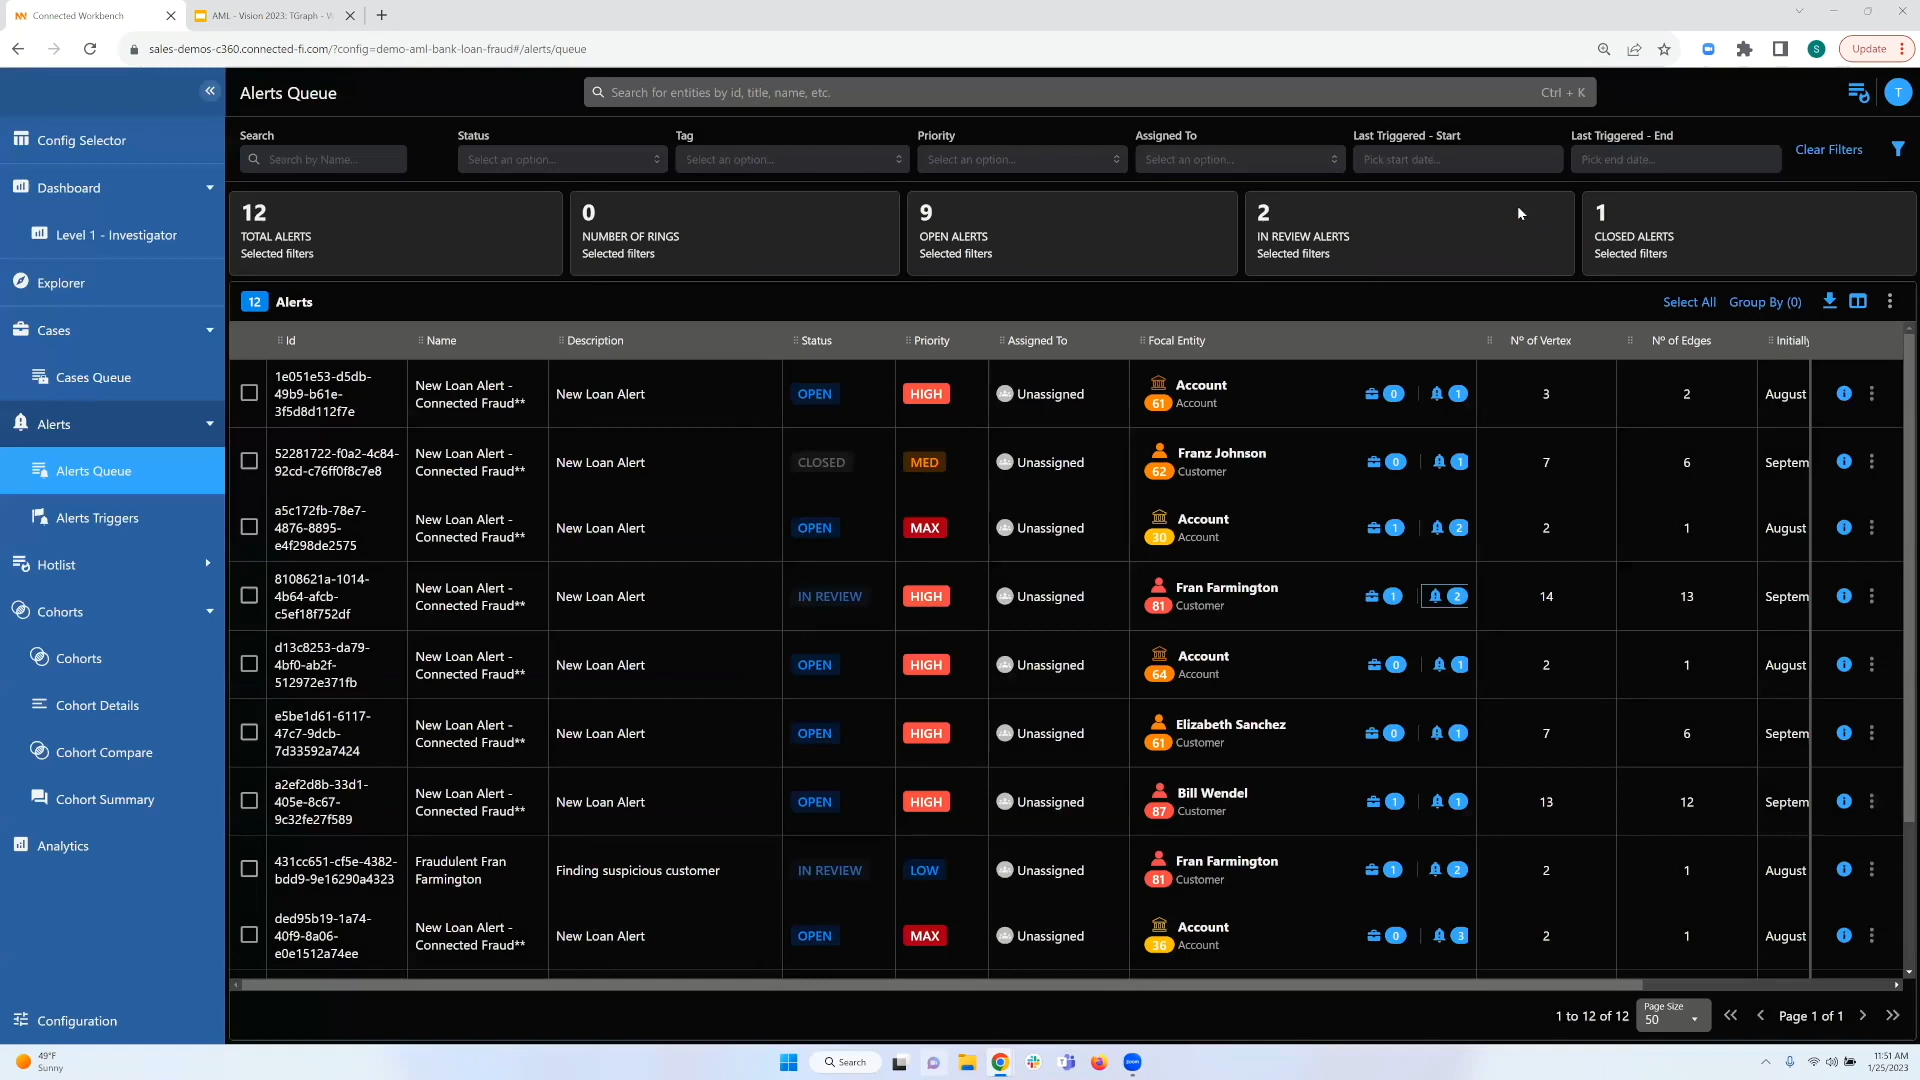 Connected Workbench
AML - Vision 2023: TGraph - W
sales-demos-c360.connected-fi.com/?config=demo-aml-bank-loan-fraud#/alerts/queue
S
Update
Alerts Queue
Search for entities by id, title, name, etc.
Ctrl + K
T
Config Selector
Dashboard
Level 1 - Investigator
Explorer
Cases
Cases Queue
Alerts
Alerts Queue
Alerts Triggers
Hotlist
Cohorts
Cohorts
Cohort Details
Cohort Compare
Cohort Summary
Analytics
Configuration
Search
Status
Tag
Priority
Assigned To
Last Triggered - Start
Last Triggered - End
Search by Name...
Select an option...
Select an option...
Select an option...
Select an option...
Pick start date...
Pick end date...
Clear Filters
12
TOTAL ALERTS
Selected filters
0
NUMBER OF RINGS
Selected filters
9
OPEN ALERTS
Selected filters
2
IN REVIEW ALERTS
Selected filters
1
CLOSED ALERTS
Selected filters
12 Alerts
Select All
Group By (0)
Id Name Description Status Priority Assigned To Focal Entity Nº of Vertex Nº of Edges Initially
1e051e53-d5db-
49b9-b61e-
3f5d8d112f7e
New Loan Alert -
Connected Fraud**
New Loan Alert
OPEN
HIGH
Unassigned
Account
61 Account
0 1
3
2
August
52281722-f0a2-4c84-
92cd-c76ff0f8c7e8
New Loan Alert -
Connected Fraud**
New Loan Alert
CLOSED
MED
Unassigned
Franz Johnson
62 Customer
0 1
7
6
Septem
a5c172fb-78e7-
4876-8895-
e4f298de2575
New Loan Alert -
Connected Fraud**
New Loan Alert
OPEN
MAX
Unassigned
Account
30 Account
1 2
2
1
August
8108621a-1014-
4b64-afcb-
c5ef18f752df
New Loan Alert -
Connected Fraud**
New Loan Alert
IN REVIEW
HIGH
Unassigned
Fran Farmington
81 Customer
1 2
14
13
Septem
d13c8253-da79-
4bf0-ab2f-
512972e371fb
New Loan Alert -
Connected Fraud**
New Loan Alert
OPEN
HIGH
Unassigned
Account
64 Account
0 1
2
1
August
e5be1d61-6117-
47c7-9dcb-
7d33592a7424
New Loan Alert -
Connected Fraud**
New Loan Alert
OPEN
HIGH
Unassigned
Elizabeth Sanchez
61 Customer
0 1
7
6
Septem
a2ef2d8b-33d1-
405e-8c67-
9c32fe27f589
New Loan Alert -
Connected Fraud**
New Loan Alert
OPEN
HIGH
Unassigned
Bill Wendel
87 Customer
1 1
13
12
Septem
431cc651-cf5e-4382-
bdd9-9e16290a4323
Fraudulent Fran
Farmington
Finding suspicious customer
IN REVIEW
LOW
Unassigned
Fran Farmington
81 Customer
1 2
2
1
August
ded95b19-1a74-
40f9-8a06-
e0e1512a74ee
New Loan Alert -
Connected Fraud**
New Loan Alert
OPEN
MAX
Unassigned
Account
36 Account
0 3
2
1
August
1 to 12 of 12
Page Size
50
Page 1 of 1
49°F
Sunny
Search
zoom
11:51 AM
1/25/2023